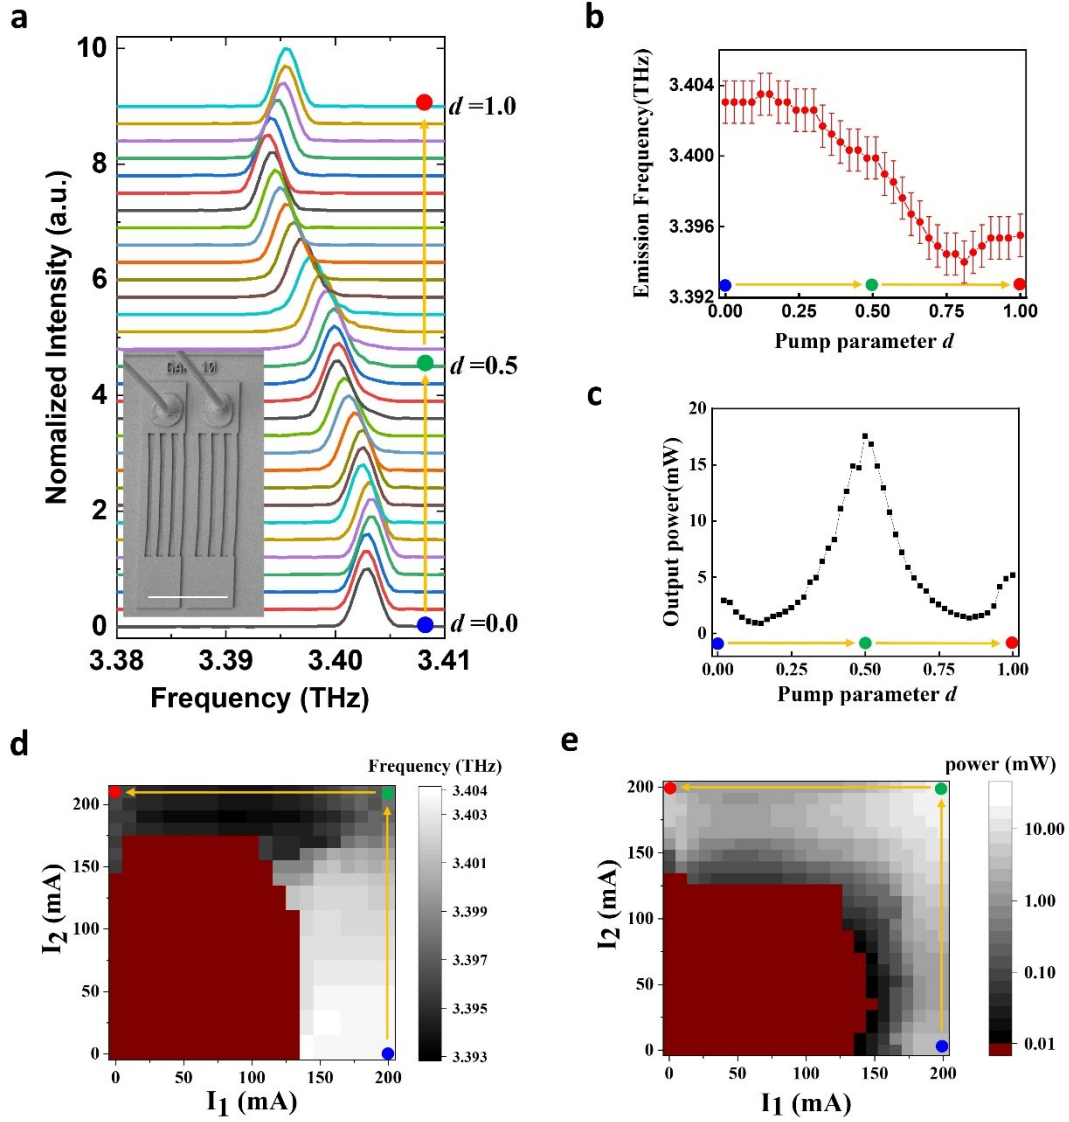 a
10
8
6
4
2
0
Nomalized Intensity (a.u.)
d=1.0
d=0.5
d=0.0
3.38 3.39 3.40 3.41
Frequency (THz)
b
3.404
3.400
3.396
3.392
Emission Frequency(THz)
0.00 0.25 0.50 0.75 1.00
Pump parameter d
c
20
15
10
5
0
Output power(mW)
0.00 0.25 0.50 0.75 1.00
Pump parameter d
d
Frequency (THz)
200
150
100
50
0
I2 (mA)
0 50 100 150 200
I1 (mA)
3.404
3.401
3.399
3.397
3.395
3.393
e
power (mW)
200
150
100
50
0
I2 (mA)
0 50 100 150 200
I1 (mA)
10.00
1.00
0.10
0.01